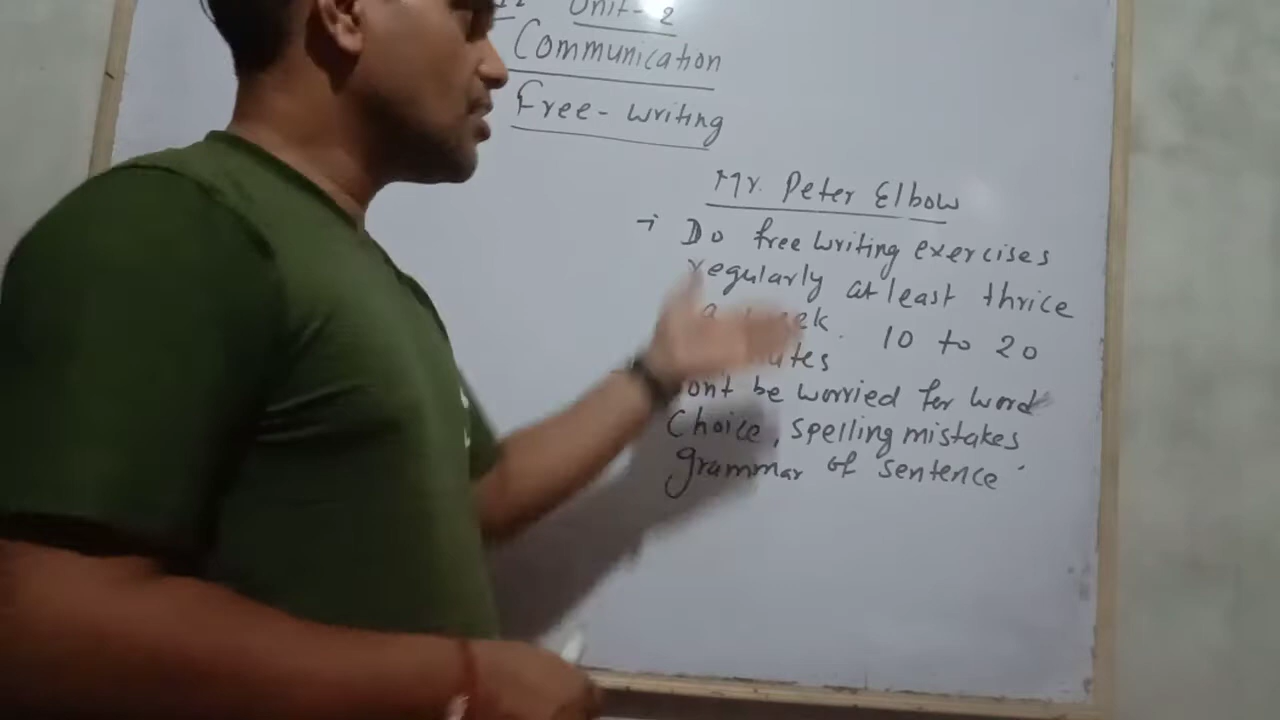 Unit-2
Communication
Free-writing
Mr. Peter Elbow
→ Do free writing exercises
regularly at least thrice
10 to 20
be worried for word
Choice, spelling mistakes
grammar of sentence